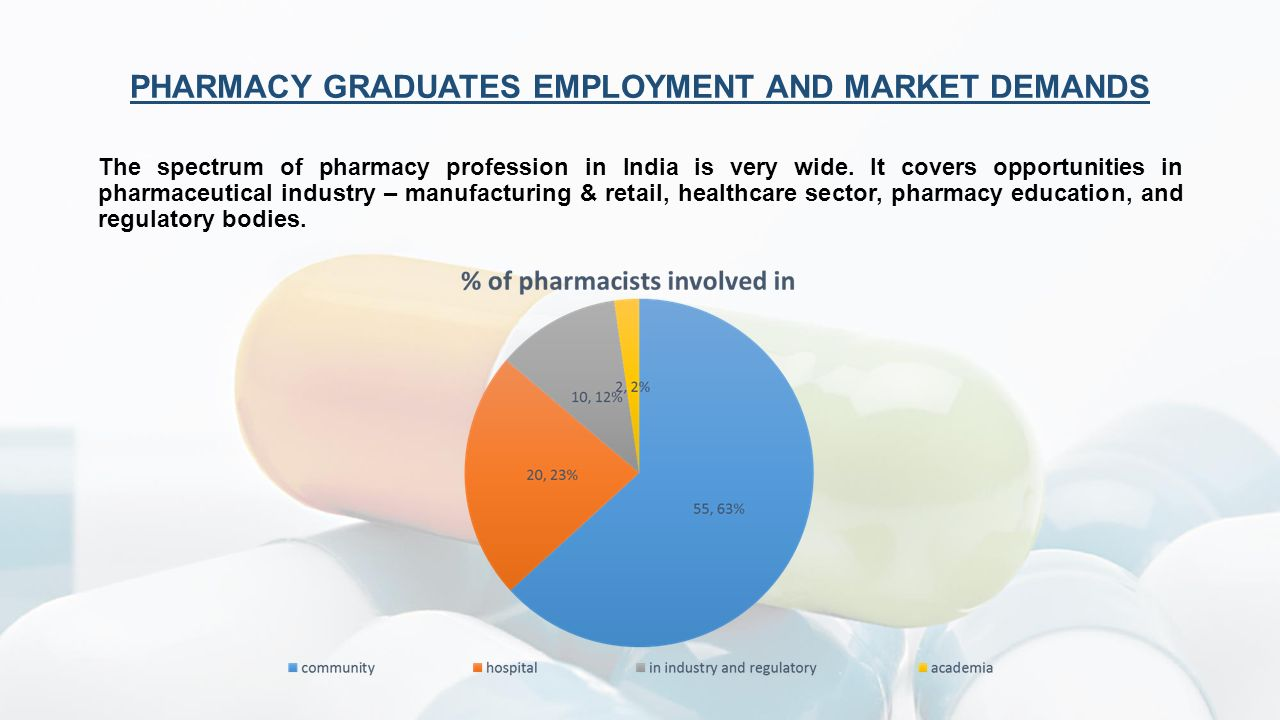 PHARMACY GRADUATES EMPLOYMENT AND MARKET DEMANDS
The spectrum of pharmacy profession in India is very wide. It covers opportunities in
pharmaceutical industry – manufacturing & retail, healthcare sector, pharmacy education, and
regulatory bodies.
% of pharmacists involved in
2, 2%
10, 12%
20, 23%
55, 63%
community hospital in industry and regulatory academia